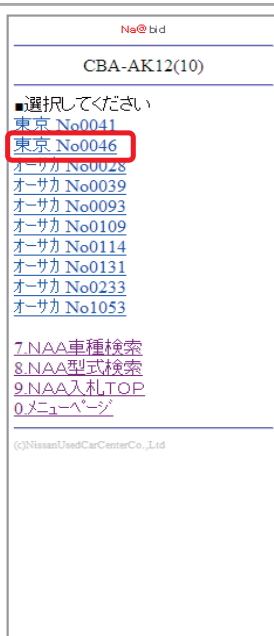 Na@bid
CBA-AK12(10)
■選択してください
東京 No0041
東京 No0046
オーサカ No0028
オーサカ No0039
オーサカ No0093
オーサカ No0109
オーサカ No0114
オーサカ No0131
オーサカ No0233
オーサカ No1053
7.NAA車種検索
8.NAA型式検索
9.NAA入札TOP
0.メニューページ
(c)NissanUsedCarCenterCo.,Ltd